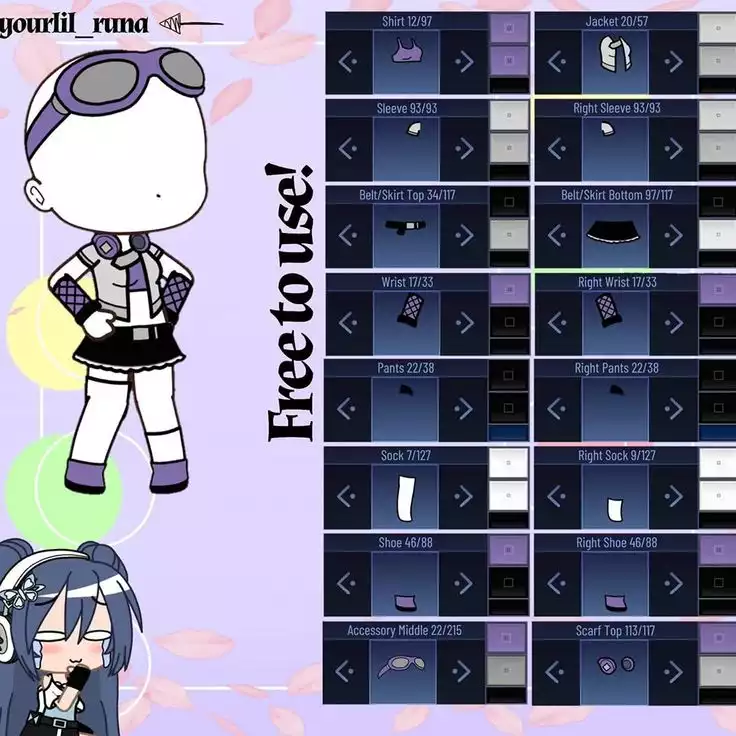 yourlil_runa
Free to use!
Shirt 12/97
Jacket 20/57
Sleeve 93/93
Right Sleeve 93/93
Belt/Skirt Top 34/117
Belt/Skirt Bottom 97/117
Wrist 17/33
Right Wrist 17/33
Pants 22/38
Right Pants 22/38
Sock 7/127
Right Sock 9/127
Shoe 46/88
Right Shoe 46/88
Accessory Middle 22/215
Scarf Top 113/117